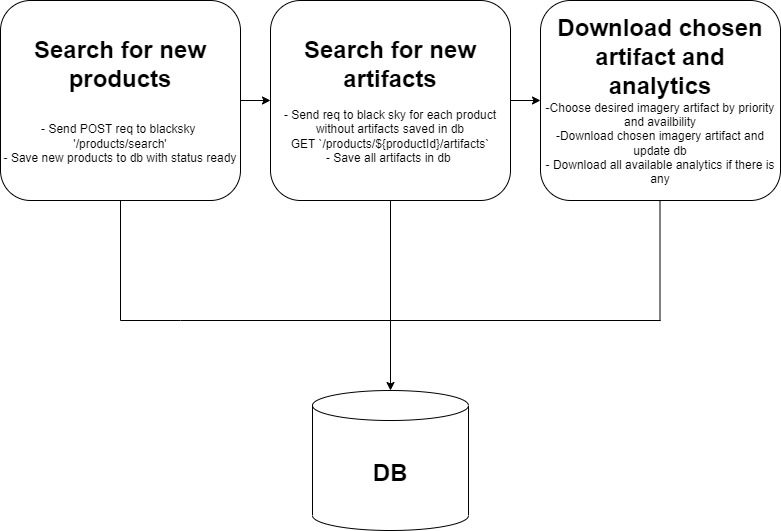 Search for new
products
- Send POST req to blacksky
'/products/search'
- Save new products to db with status ready
Search for new
artifacts
- Send req to black sky for each product
without artifacts saved in db
GET `/products/${productId}/artifacts`
- Save all artifacts in db
Download chosen
artifact and
analytics
-Choose desired imagery artifact by priority
and availbility
-Download chosen imagery artifact and
update db
- Download all available analytics if there is
any
DB